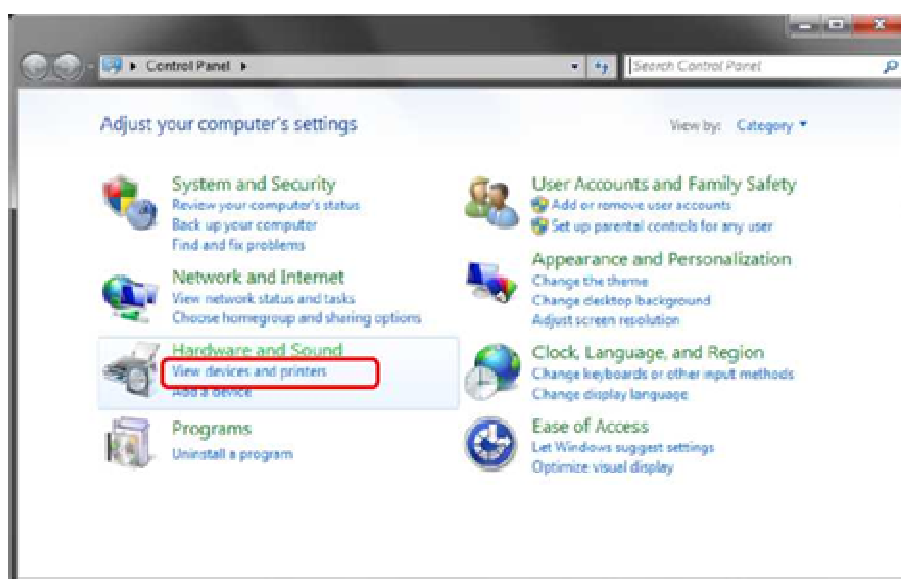 Control Panel
Search Control Panel
Adjust your computer's settings
View by: Category
System and Security
Review your computer's status
Back up your computer
Find and fix problems
Network and Internet
View network status and tasks
Choose homegroup and sharing options
Hardware and Sound
View devices and printers
Add a device
Programs
Uninstall a program
User Accounts and Family Safety
Add or remove user accounts
Set up parental controls for any user
Appearance and Personalization
Change the theme
Change desktop background
Adjust screen resolution
Clock, Language, and Region
Change keyboards or other input methods
Change display language
Ease of Access
Let Windows suggest settings
Optimize visual display